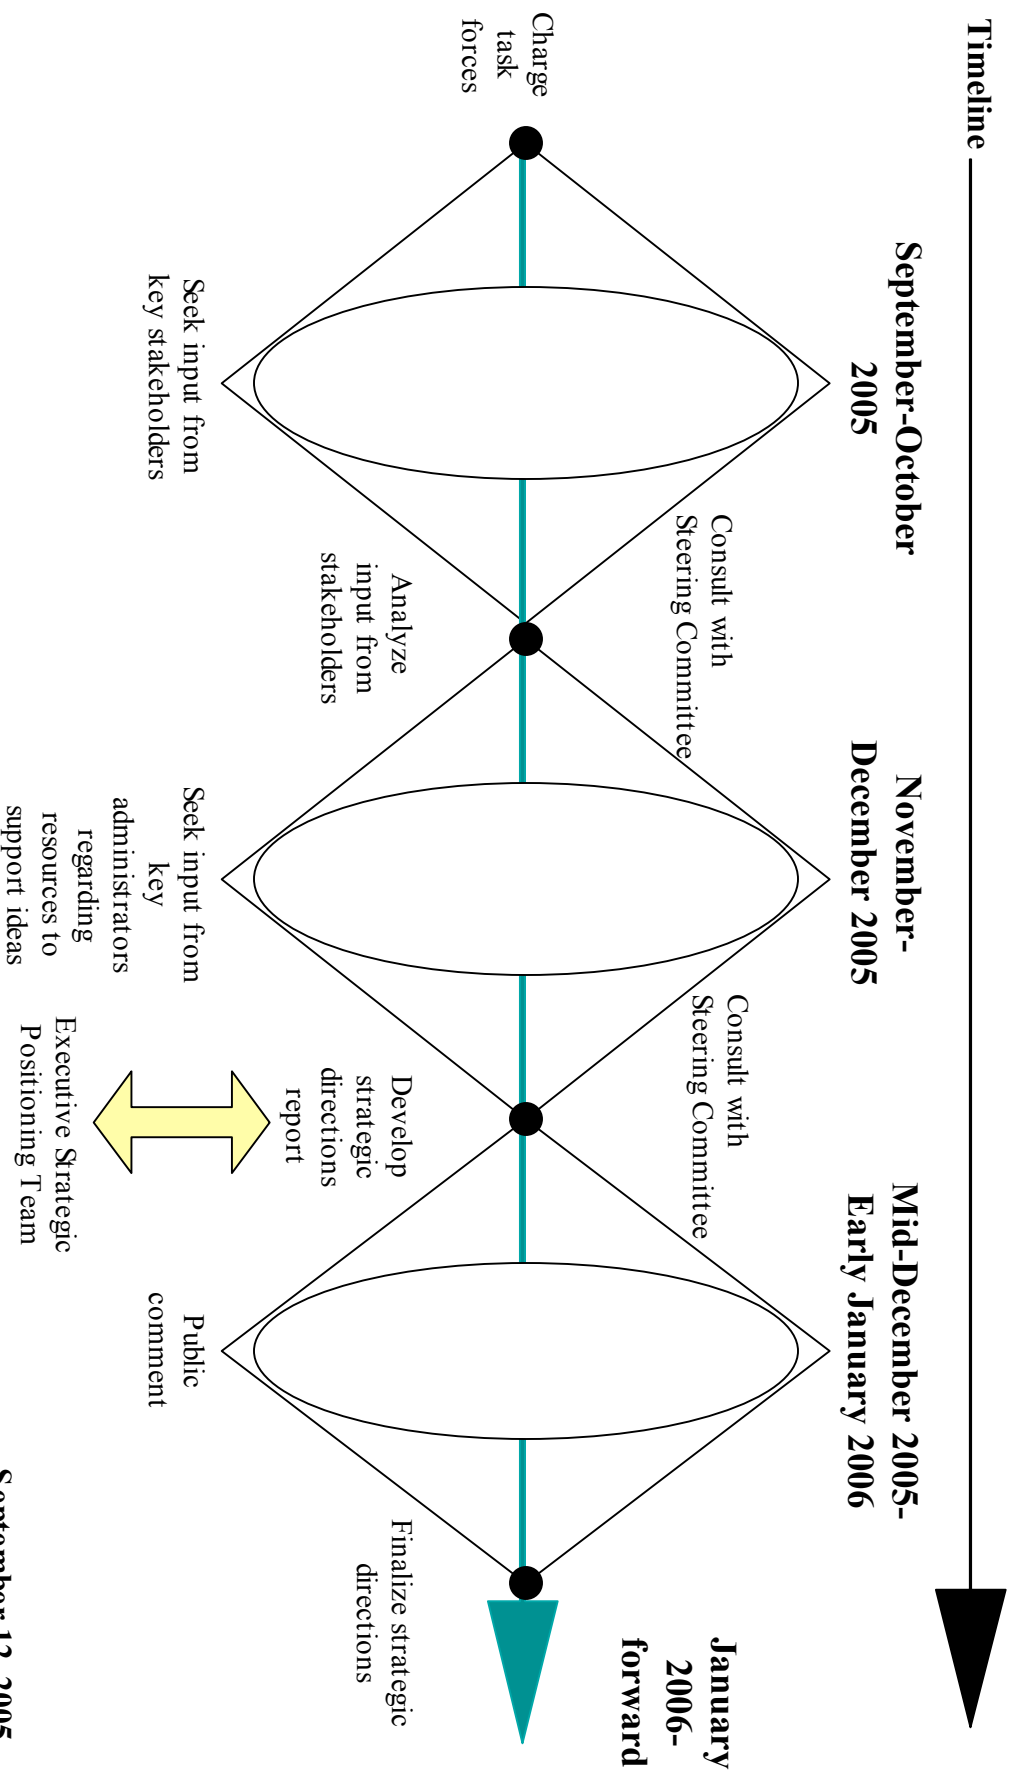 Timeline
September-October
2005
November-
December 2005
Mid-December 2005-
Early January 2006
January
2006-
forward
Consult with
Steering Committee
Consult with
Steering Committee
Charge
task
forces
Analyze
input from
stakeholders
Develop
strategic
directions
report
Finalize strategic
directions
Seek input from
key stakeholders
Seek input from
key
administrators
regarding
resources to
support ideas
Public
comment
Executive Strategic
Positioning Team
September 12, 2005